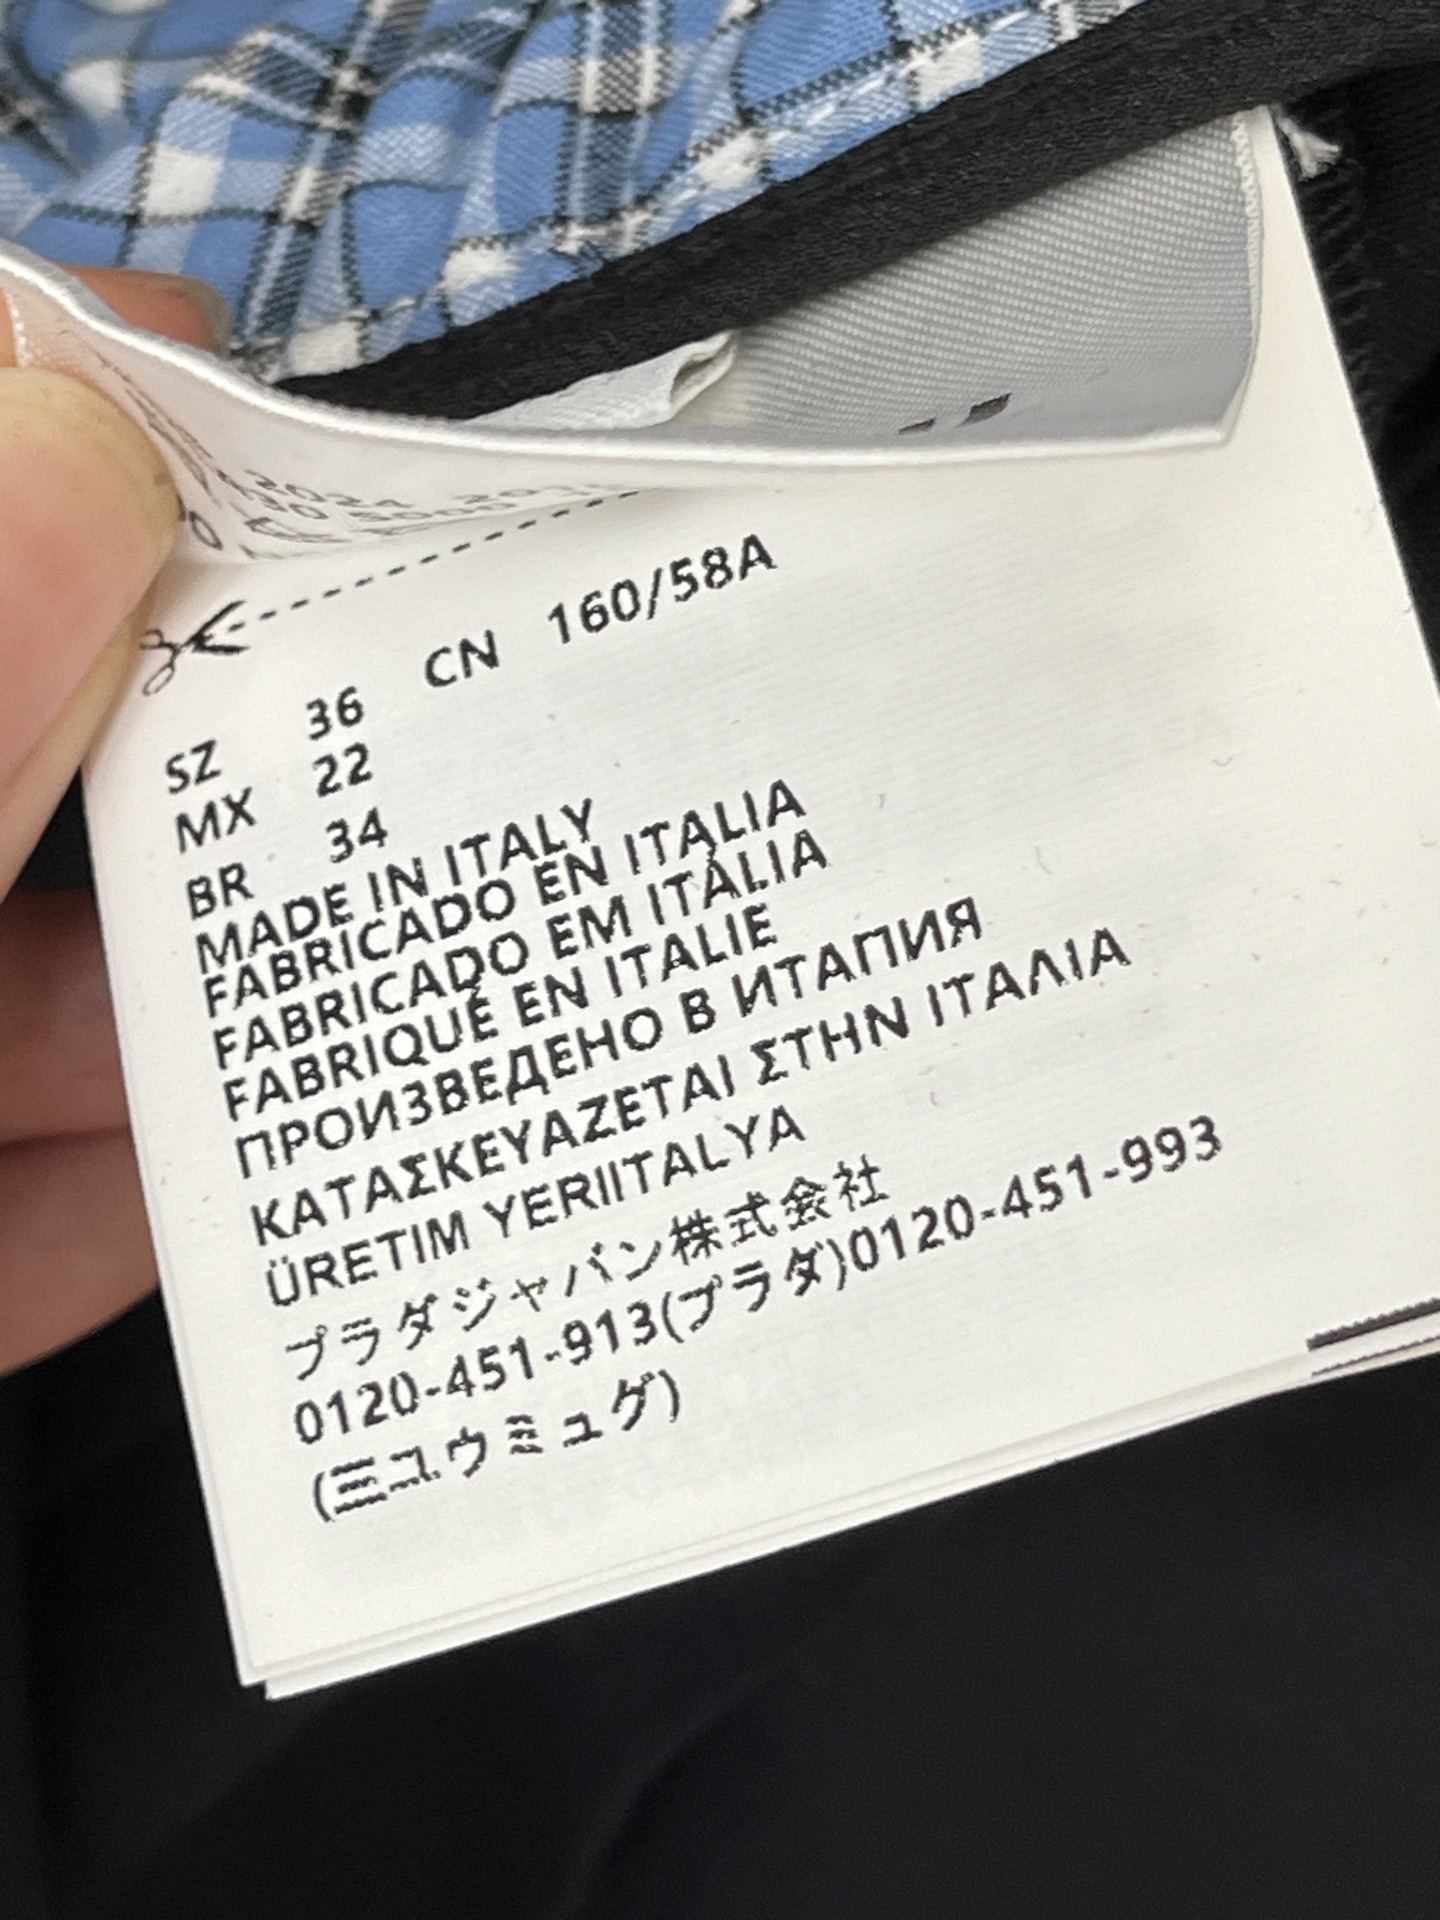 SZ 36 CN 160/58A
MX 22
BR 34
MADE IN ITALY
FABRICADO EN ITALIA
FABRICADO EM ITÁLIA
FABRIQUÉ EN ITALIE
ПРОИЗВЕДЕНО В ИТАПИЯ
ΚΑΤΑΣΚΕΥΑΖΕΤΑΙ ΣΤΗΝ ΙΤΑΛΙΑ
ÜRETIM YERIITALYA
プラダジャパン株式会社
0120-451-913(プラダ)0120-451-993
(ミュウミュグ)